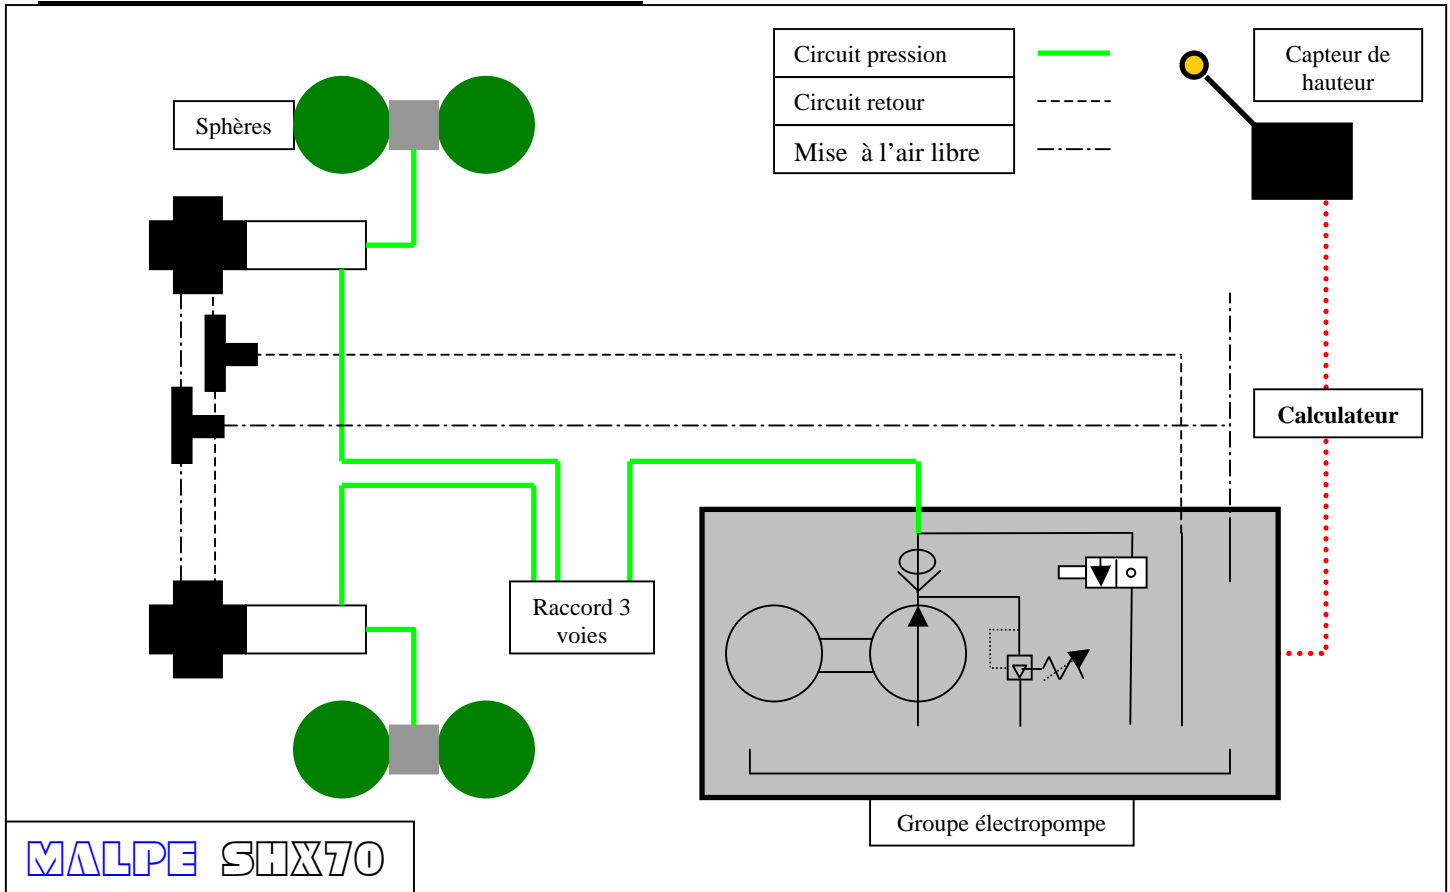 Circuit pression
Circuit retour
Mise à l'air libre
Capteur de
hauteur
Sphères
Calculateur
Raccord 3
voies
Groupe électropompe
MALPE SHX70